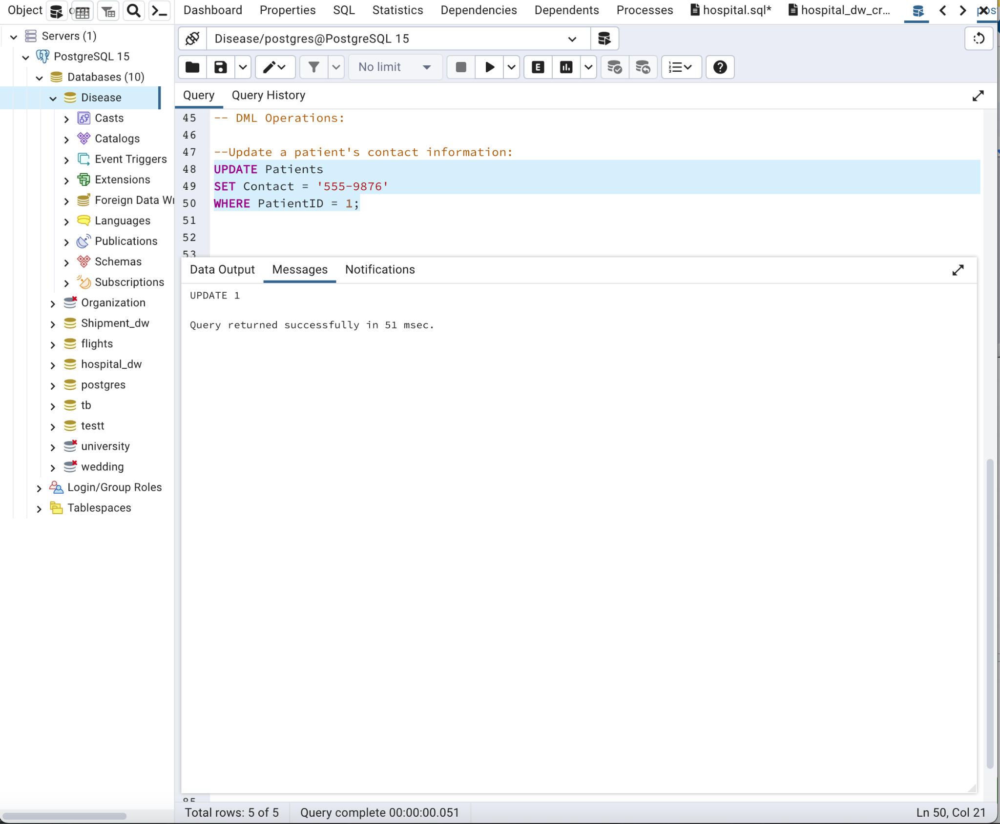 Object
Dashboard Properties SQL Statistics Dependencies Dependents Processes hospital.sql* hospital_dw_cr...
Servers (1)
PostgreSQL 15
Databases (10)
Disease
Casts
Catalogs
Event Triggers
Extensions
Foreign Data Wr
Languages
Publications
Schemas
Subscriptions
Organization
Shipment_dw
flights
hospital_dw
postgres
tb
testt
university
wedding
Login/Group Roles
Tablespaces
Disease/postgres@PostgreSQL 15
No limit
E
Query Query History
45 -- DML Operations:
46
47 --Update a patient's contact information:
48 UPDATE Patients
49 SET Contact = '555-9876'
50 WHERE PatientID = 1;
51
52
53
Data Output Messages Notifications
UPDATE 1
Query returned successfully in 51 msec.
Total rows: 5 of 5 Query complete 00:00:00.051 Ln 50, Col 21